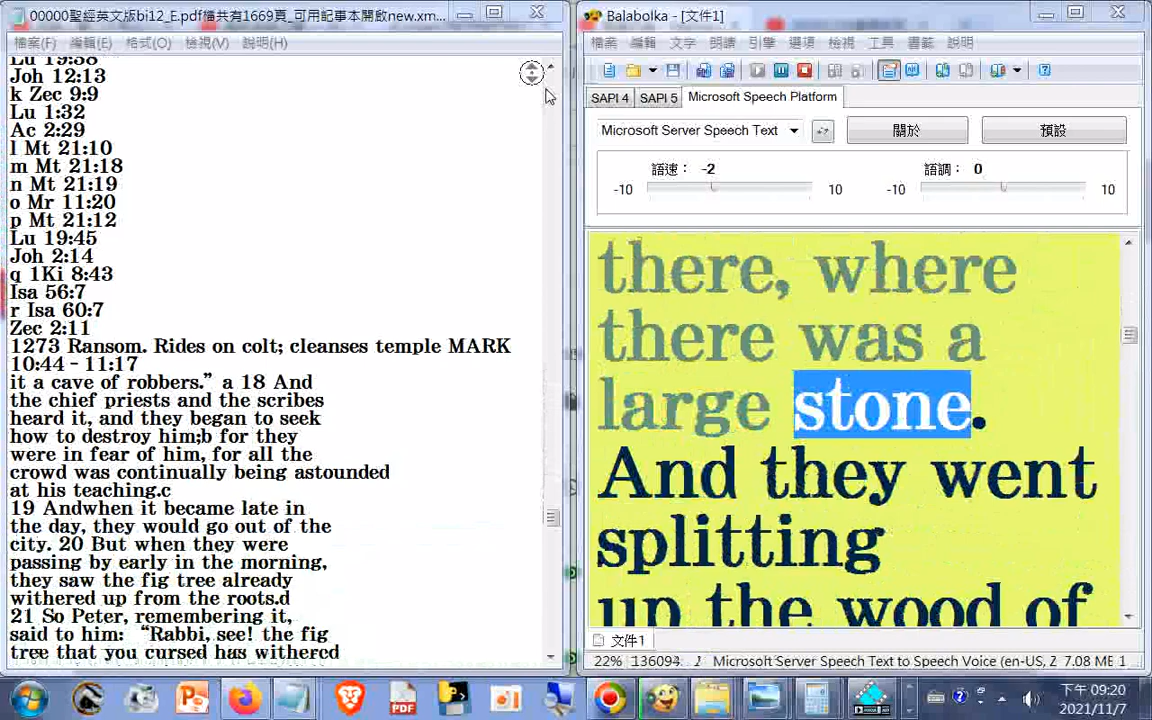 00000聖經英文版bi12_E.pdf檔共有1669頁_可用記事本開啟new.xm...
檔案(F) 編輯(E) 格式(O) 檢視(V) 說明(H)
Lu 19:38
Joh 12:13
k Zec 9:9
Lu 1:32
Ac 2:29
l Mt 21:10
m Mt 21:18
n Mt 21:19
o Mr 11:20
p Mt 21:12
Lu 19:45
Joh 2:14
q 1Ki 8:43
Isa 56:7
r Isa 60:7
Zec 2:11
1273 Ransom. Rides on colt; cleanses temple MARK
10:44 – 11:17
it a cave of robbers.” a 18 And
the chief priests and the scribes
heard it, and they began to seek
how to destroy him;b for they
were in fear of him, for all the
crowd was continually being astounded
at his teaching.c
19 Andwhen it became late in
the day, they would go out of the
city. 20 But when they were
passing by early in the morning,
they saw the fig tree already
withered up from the roots.d
21 So Peter, remembering it,
said to him: “Rabbi, see! the fig
tree that you cursed has withered
Balabolka - [文件1]
檔案 編輯 文字 朗讀 引擎 選項 檢視 工具 書籤 說明
SAPI 4 SAPI 5 Microsoft Speech Platform
Microsoft Server Speech Text 關於 預設
語速： -2 語調： 0
-10 10 -10 10
there, where
there was a
large stone.
And they went
splitting
up the wood of
文件1
22% 136094. Microsoft Server Speech Text to Speech Voice (en-US, Z 7.08 MB 1
PDF
下午 09:20
2021/11/7